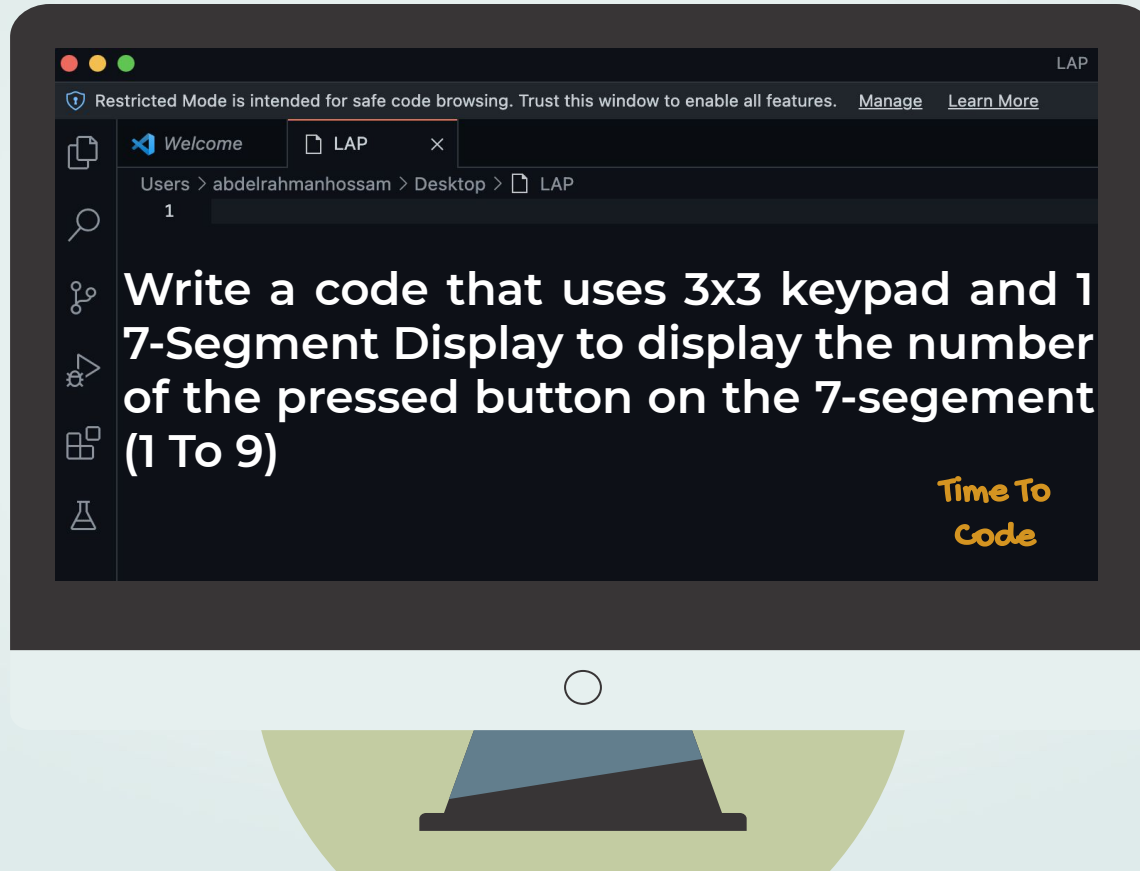 LAP
Restricted Mode is intended for safe code browsing. Trust this window to enable all features. Manage Learn More
Welcome LAP ×
Users > abdelrahmanhossam > Desktop > LAP
1
Write a code that uses 3x3 keypad and 1
7-Segment Display to display the number
of the pressed button on the 7-segement
(1 To 9)
Time To
Code